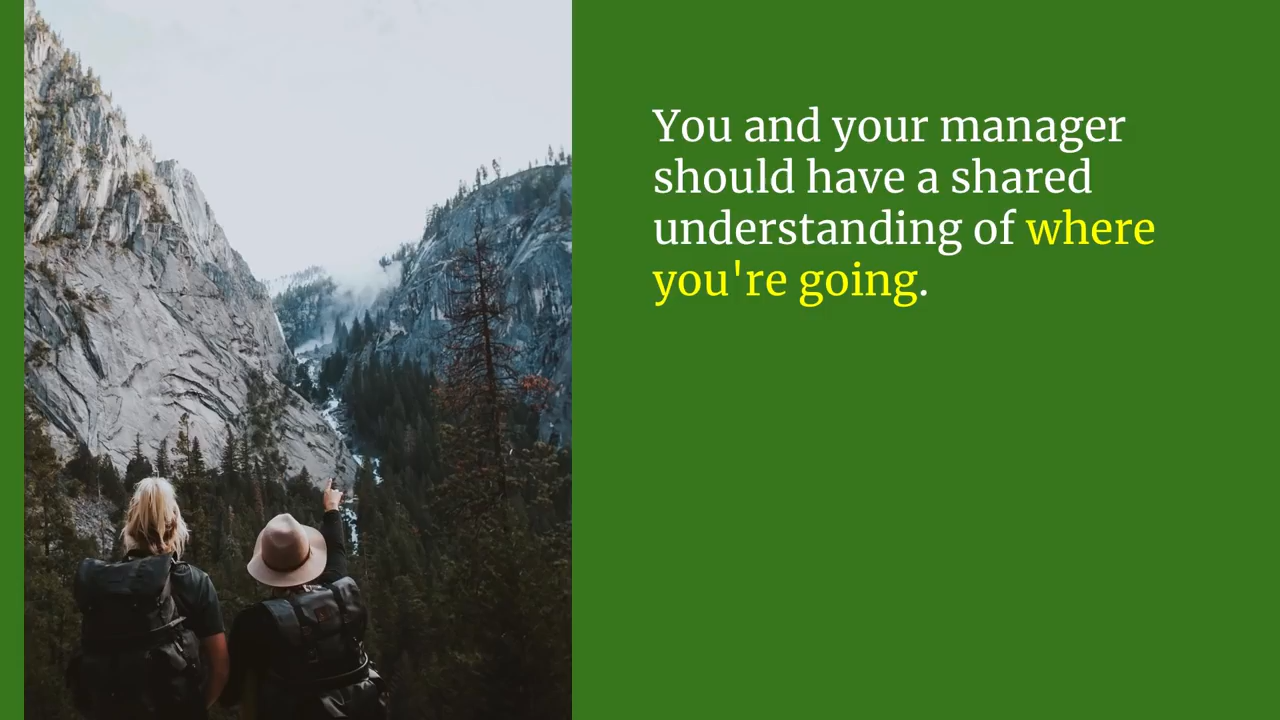 You and your manager
should have a shared
understanding of where
you're going.